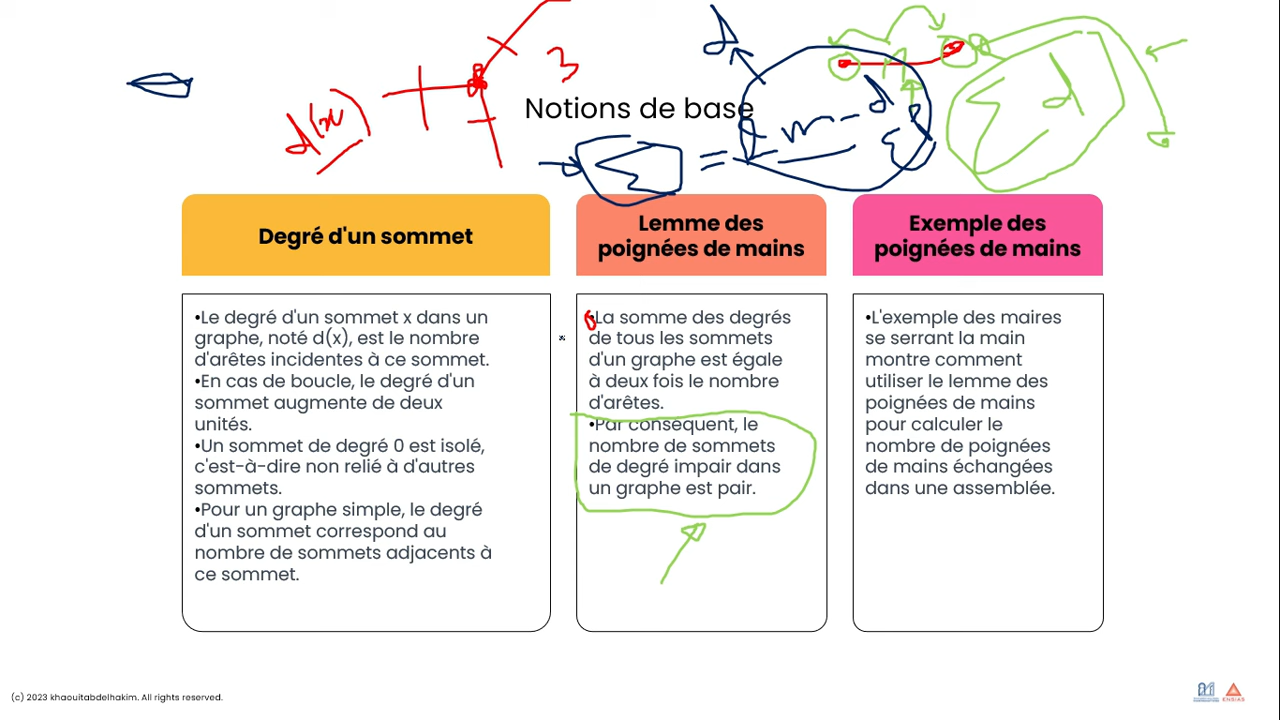 3
d(x)
Notions de base
Degré d'un sommet
•Le degré d'un sommet x dans un
graphe, noté d(x), est le nombre
d'arêtes incidentes à ce sommet.
•En cas de boucle, le degré d'un
sommet augmente de deux
unités.
•Un sommet de degré 0 est isolé,
c'est-à-dire non relié à d'autres
sommets.
•Pour un graphe simple, le degré
d'un sommet correspond au
nombre de sommets adjacents à
ce sommet.
Lemme des
poignées de mains
•La somme des degrés
de tous les sommets
d'un graphe est égale
à deux fois le nombre
d'arêtes.
•Par conséquent, le
nombre de sommets
de degré impair dans
un graphe est pair.
Exemple des
poignées de mains
•L'exemple des maires
se serrant la main
montre comment
utiliser le lemme des
poignées de mains
pour calculer le
nombre de poignées
de mains échangées
dans une assemblée.
(c) 2023 khaouitabdelhakim. All rights reserved.
ENSIAS